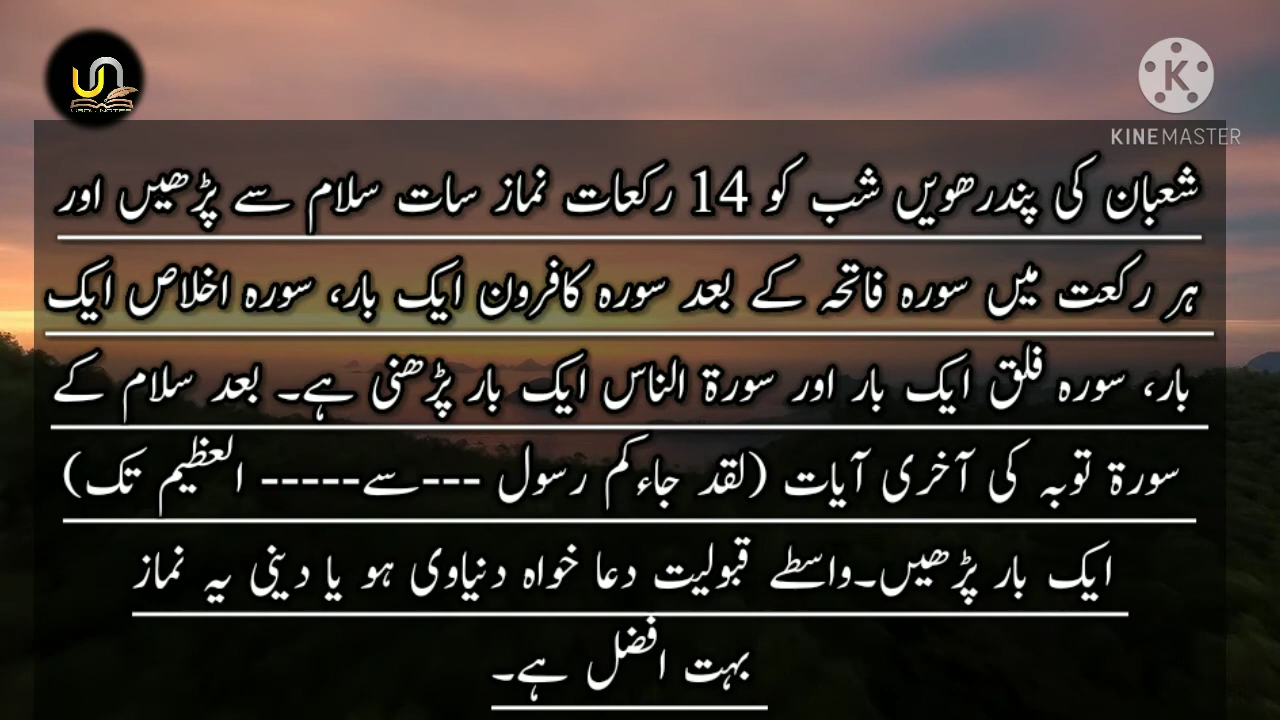 KINEMASTER
شعبان کی پندرھویں شب کو 14 رکعات نماز سات سلام سے پڑھیں اور
ہر رکعت میں سورہ فاتحہ کے بعد سورہ کافرون ایک بار، سورہ اخلاص ایک
بار، سورہ فلق ایک بار اور سورۃ الناس ایک بار پڑھنی ہے۔ بعد سلام کے
سورۃ توبہ کی آخری آیات (لقد جاءکم رسول ---سے----- العظیم تک)
ایک بار پڑھیں۔واسطے قبولیت دعا خواہ دنیاوی ہو یا دینی یہ نماز
بہت افضل ہے۔